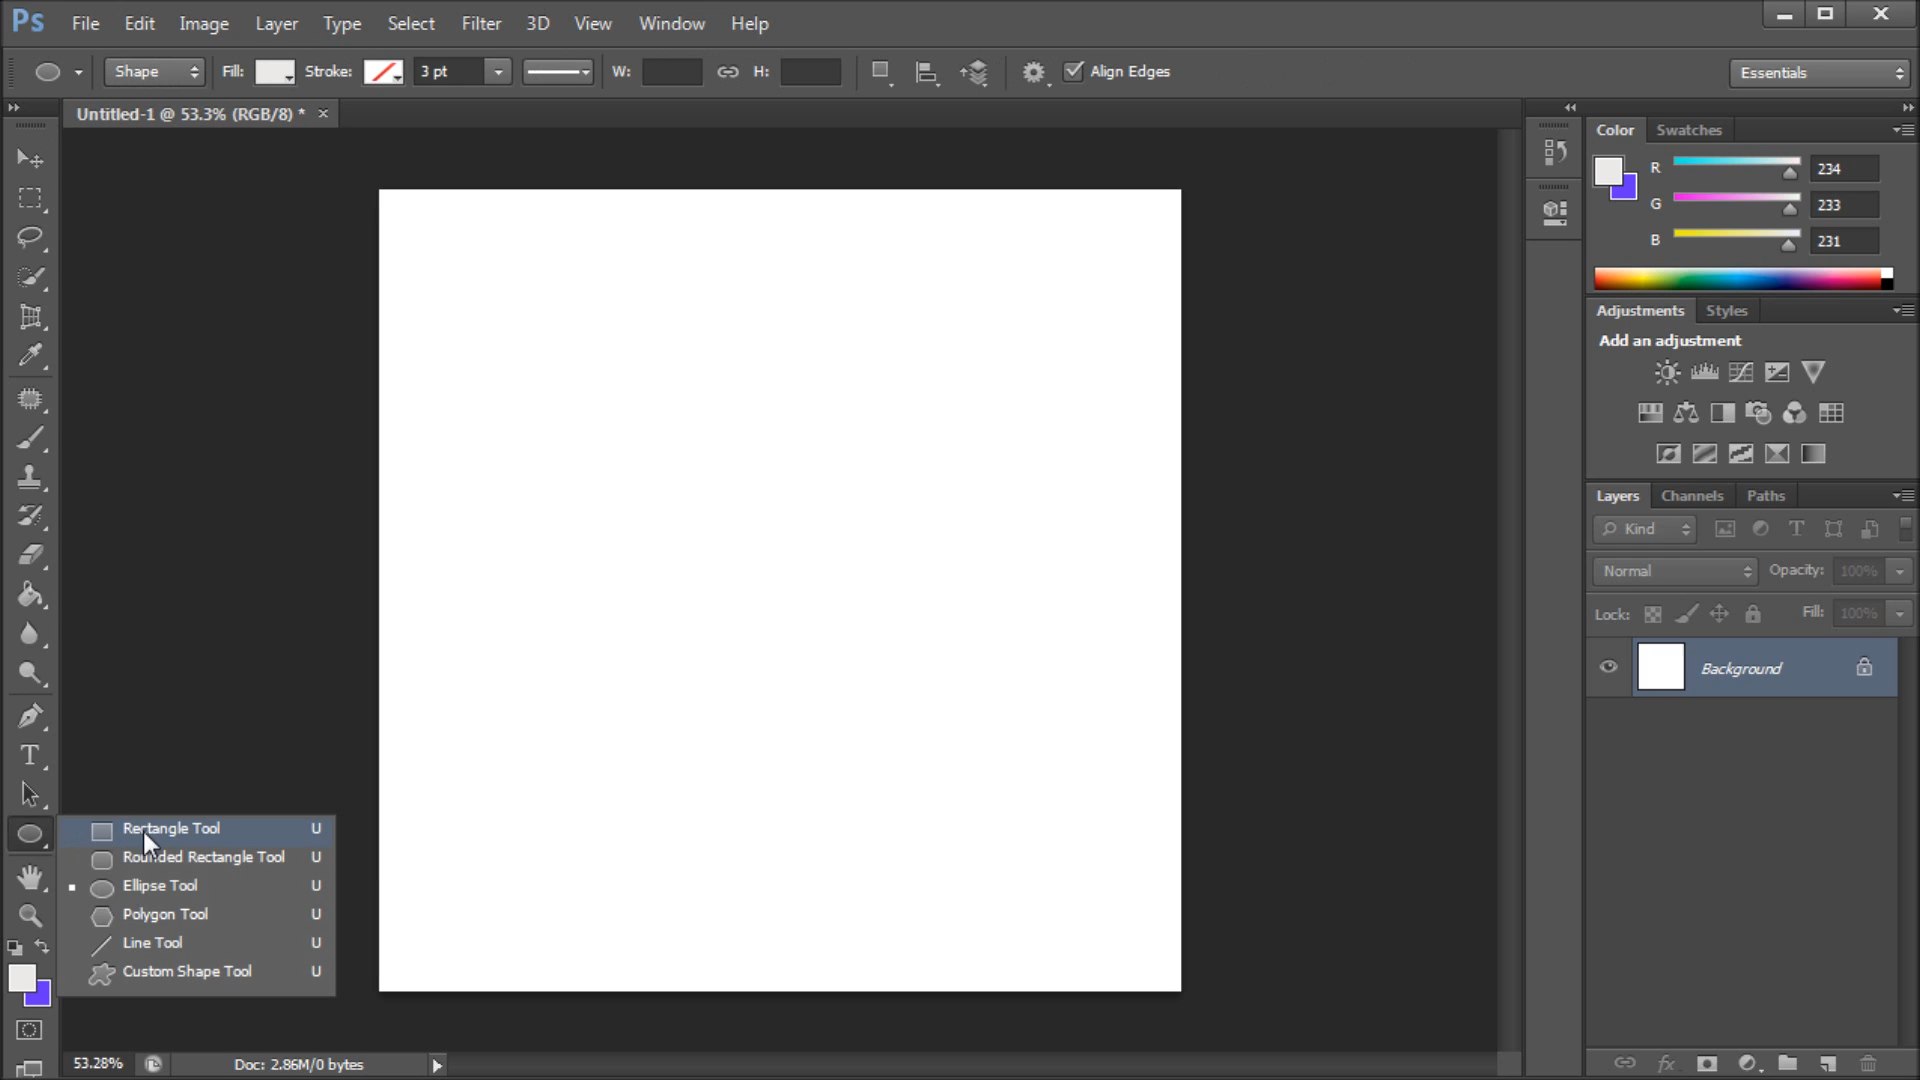 Ps File Edit Image Layer Type Select Filter 3D View Window Help
Shape Fill: Stroke: 3 pt W: H: Align Edges Essentials
Untitled-1 @ 53.3% (RGB/8) * ×
Color Swatches
R 234
G 233
B 231
Adjustments Styles
Add an adjustment
Layers Channels Paths
Kind
Normal Opacity: 100%
Lock: Fill: 100%
Background
Rectangle Tool U
Rounded Rectangle Tool U
Ellipse Tool U
Polygon Tool U
Line Tool U
Custom Shape Tool U
53.28% Doc: 2.86M/0 bytes
fx